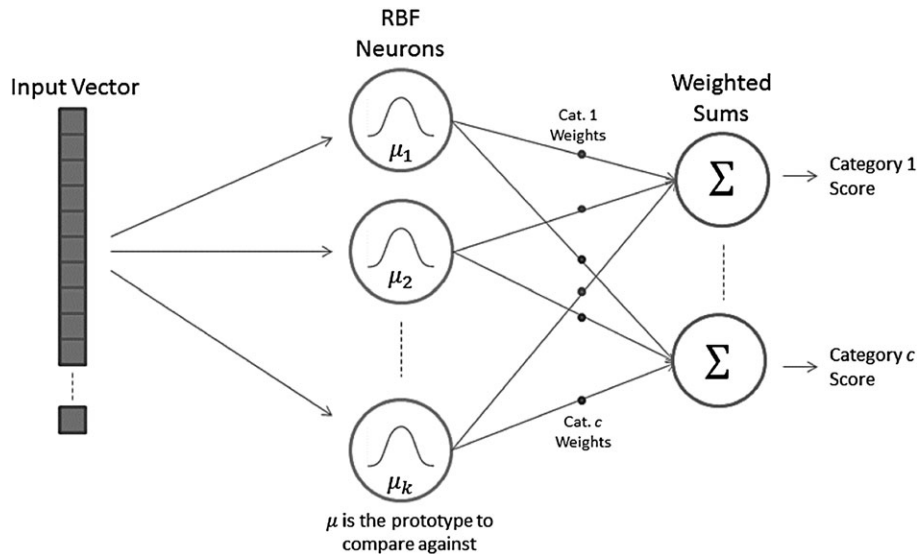 RBF
Neurons
Input Vector
Weighted
Sums
Cat. 1
Weights
μ₁
Σ
Category 1
Score
μ₂
Σ
Category c
Score
Cat. c
Weights
μₖ
μ is the prototype to
compare against